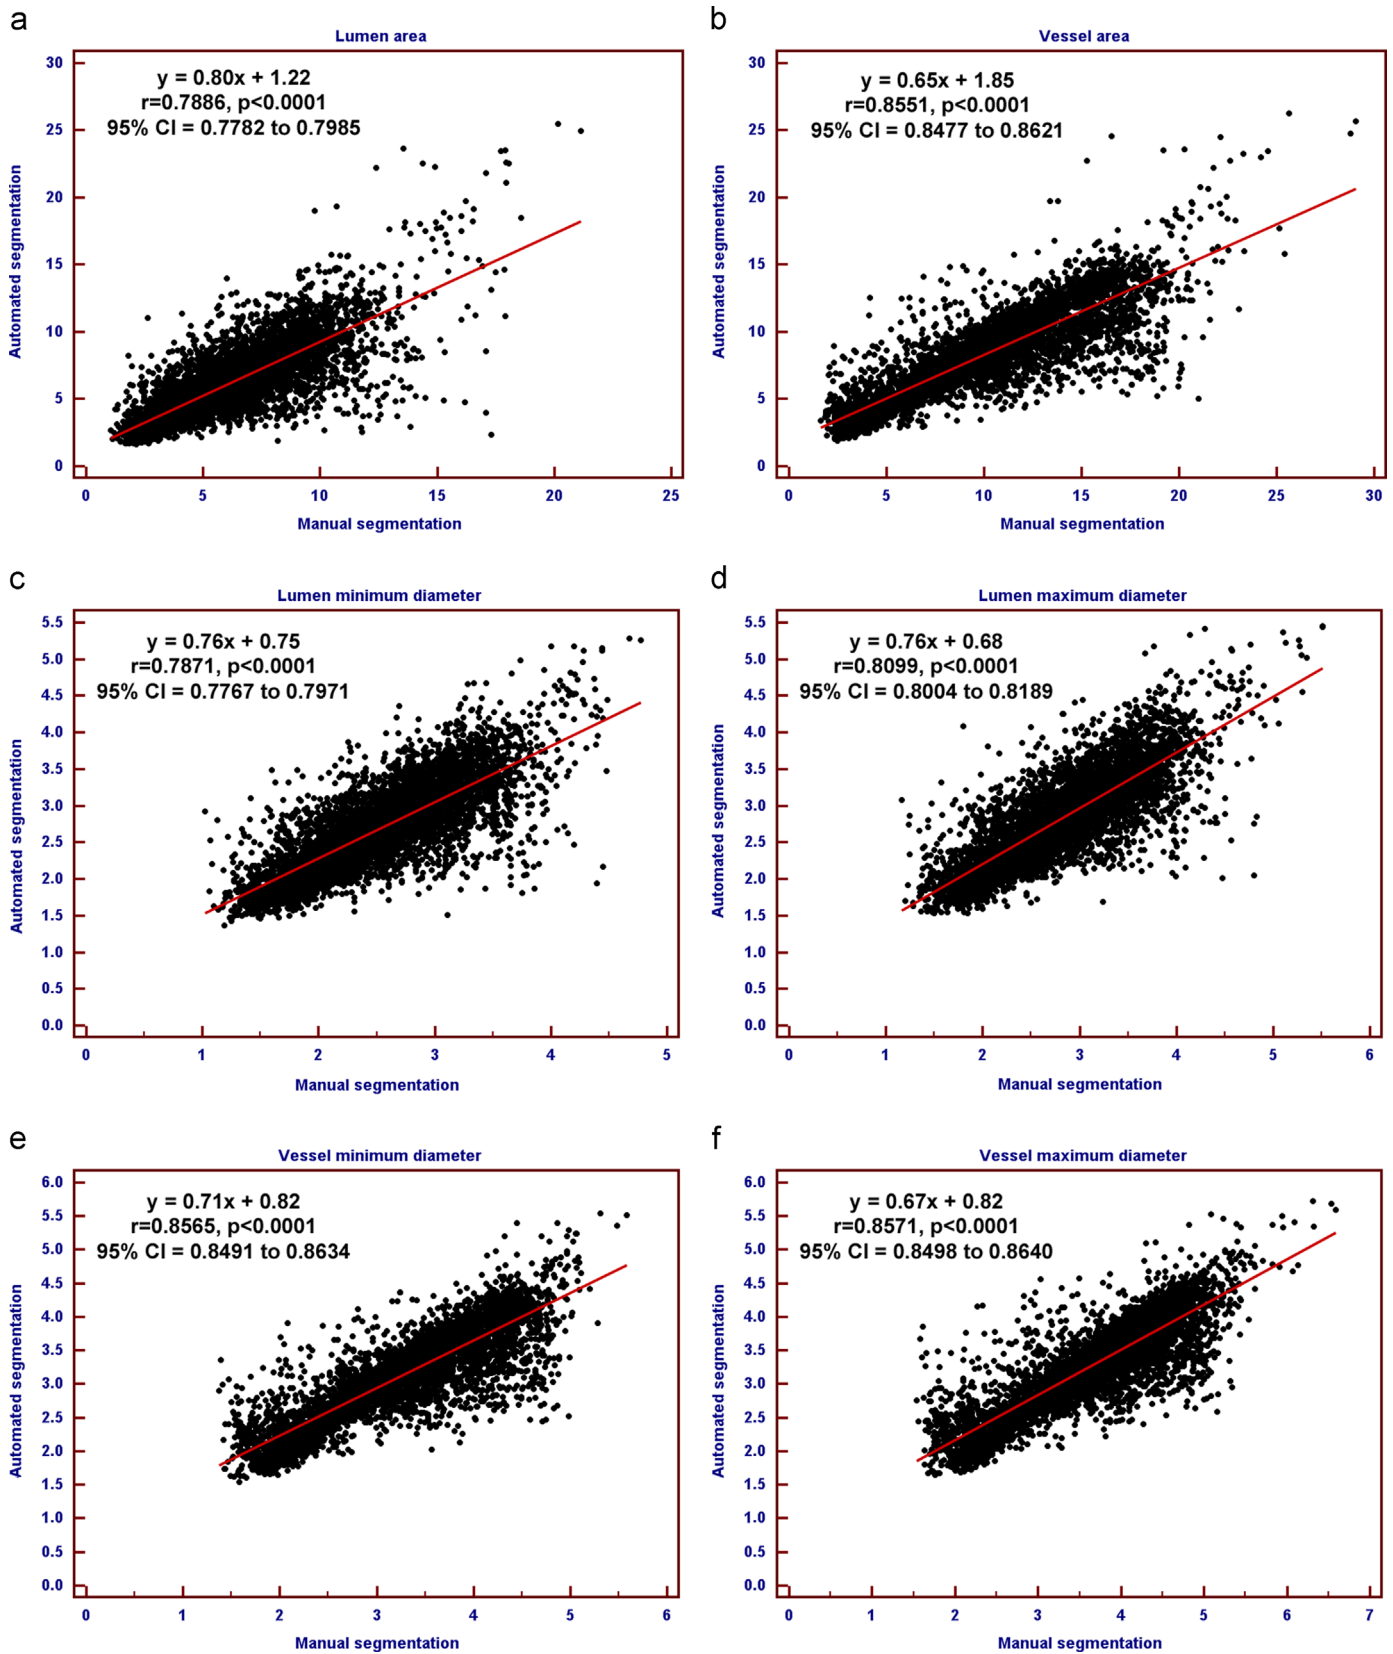 a
Lumen area
y = 0.80x + 1.22
r=0.7886, p<0.0001
95% CI = 0.7782 to 0.7985
Automated segmentation
30
25
20
15
10
5
0
0 5 10 15 20 25
Manual segmentation
b
Vessel area
y = 0.65x + 1.85
r=0.8551, p<0.0001
95% CI = 0.8477 to 0.8621
Automated segmentation
30
25
20
15
10
5
0
0 5 10 15 20 25 30
Manual segmentation
c
Lumen minimum diameter
y = 0.76x + 0.75
r=0.7871, p<0.0001
95% CI = 0.7767 to 0.7971
Automated segmentation
5.5
5.0
4.5
4.0
3.5
3.0
2.5
2.0
1.5
1.0
0.5
0.0
0 1 2 3 4 5
Manual segmentation
d
Lumen maximum diameter
y = 0.76x + 0.68
r=0.8099, p<0.0001
95% CI = 0.8004 to 0.8189
Automated segmentation
5.5
5.0
4.5
4.0
3.5
3.0
2.5
2.0
1.5
1.0
0.5
0.0
0 1 2 3 4 5 6
Manual segmentation
e
Vessel minimum diameter
y = 0.71x + 0.82
r=0.8565, p<0.0001
95% CI = 0.8491 to 0.8634
Automated segmentation
6.0
5.5
5.0
4.5
4.0
3.5
3.0
2.5
2.0
1.5
1.0
0.5
0.0
0 1 2 3 4 5 6
Manual segmentation
f
Vessel maximum diameter
y = 0.67x + 0.82
r=0.8571, p<0.0001
95% CI = 0.8498 to 0.8640
Automated segmentation
6.0
5.5
5.0
4.5
4.0
3.5
3.0
2.5
2.0
1.5
1.0
0.5
0.0
0 1 2 3 4 5 6 7
Manual segmentation